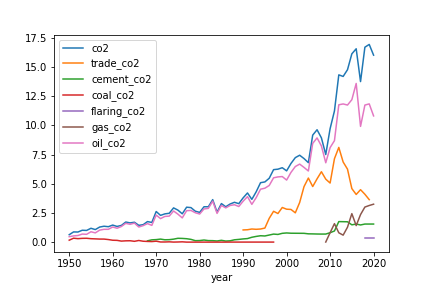 17.5
15.0
12.5
10.0
7.5
5.0
2.5
0.0
co2
trade_co2
cement_co2
coal_co2
flaring_co2
gas_co2
oil_co2
1950 1960 1970 1980 1990 2000 2010 2020
year